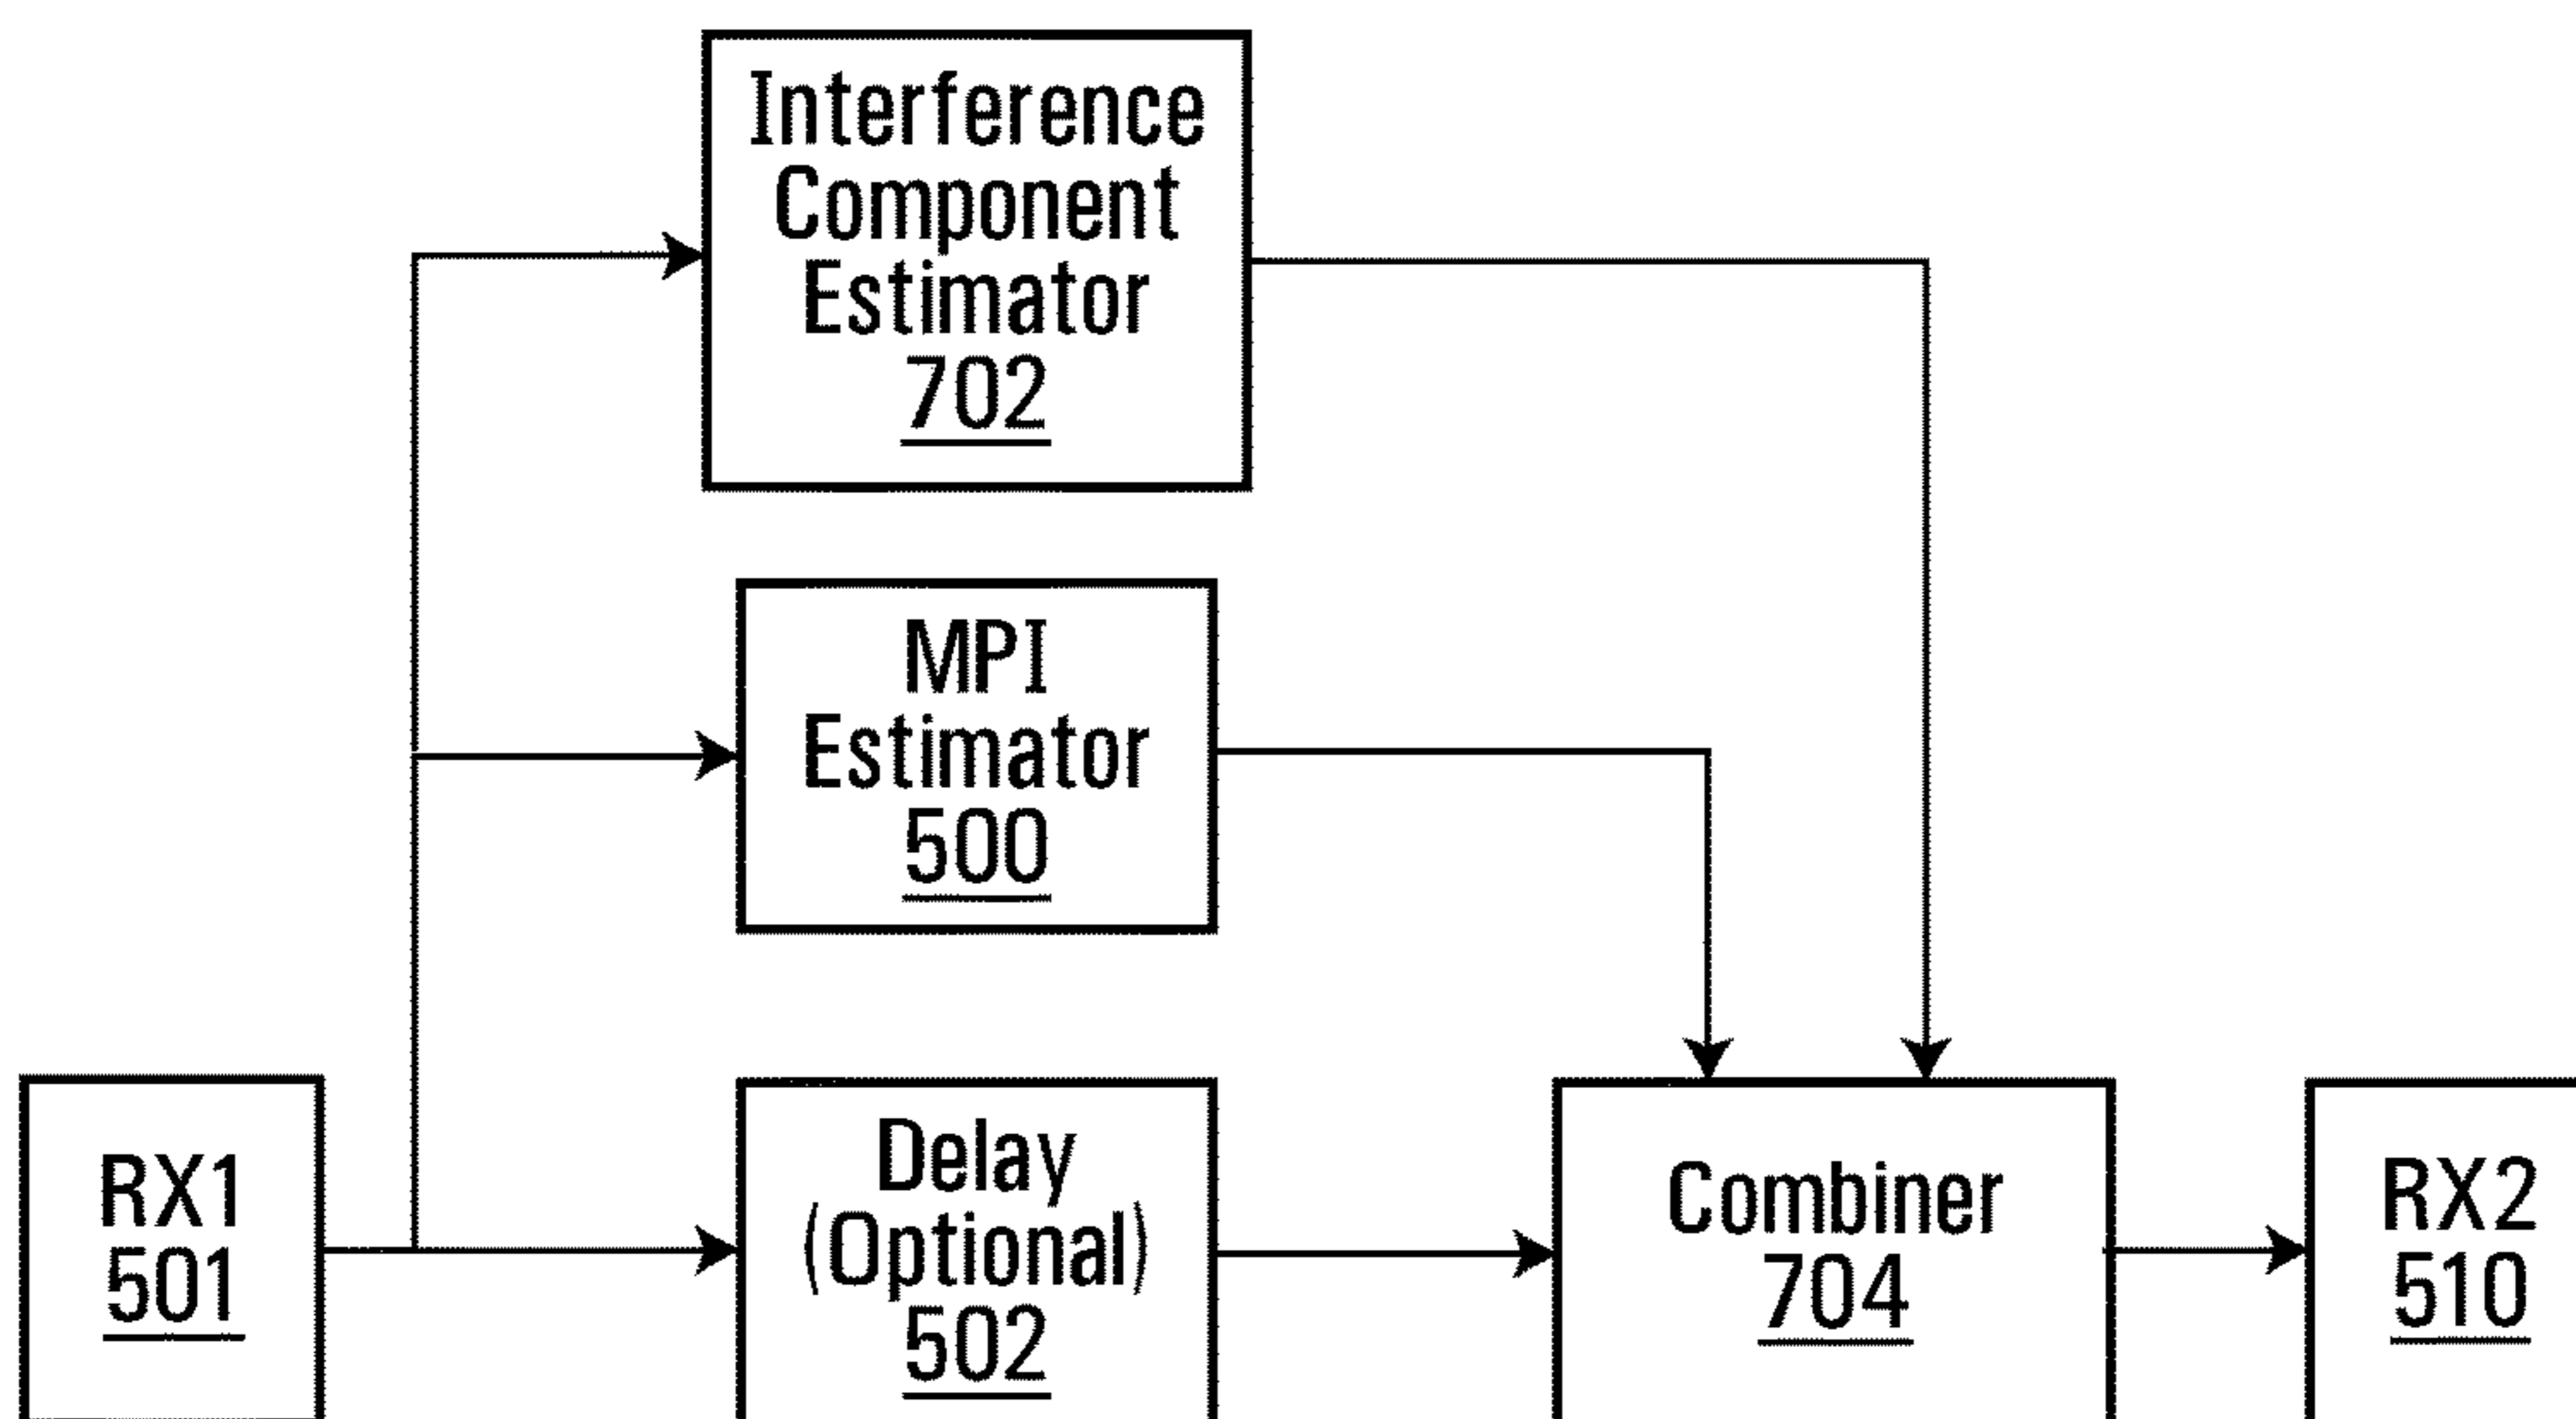 Interference
Component
Estimator
702
MPI
Estimator
500
RX1
501
Delay
(Optional)
502
Combiner
704
RX2
510